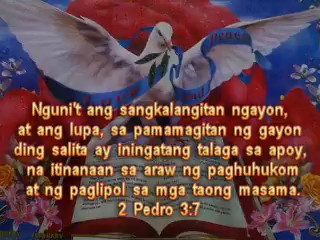 Nguni't ang sangkalangitan ngayon,
at ang lupa, sa pamamagitan ng gayon
ding salita ay iningatang talaga sa apoy,
na itinanaan sa araw ng paghuhukom
at ng paglipol sa mga taong masama.
2 Pedro 3:7